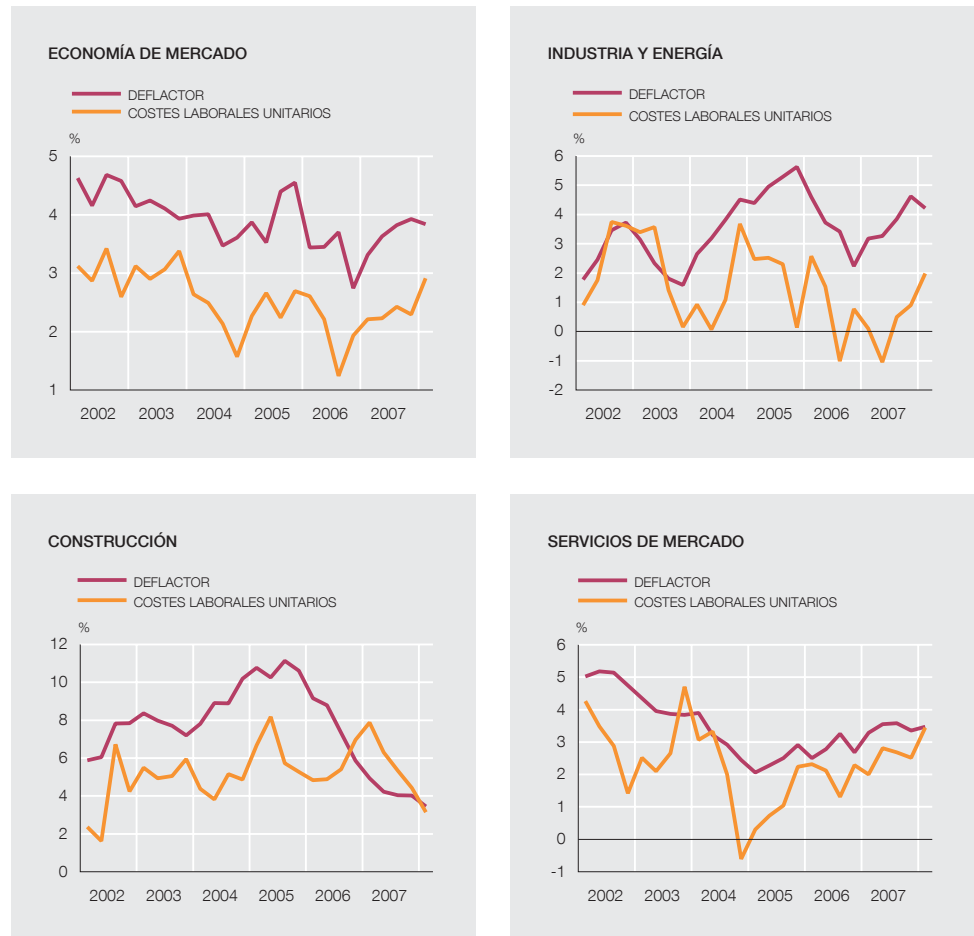 ECONOMÍA DE MERCADO
DEFLACTOR
COSTES LABORALES UNITARIOS
%
5
4
3
2
1
2002 2003 2004 2005 2006 2007
INDUSTRIA Y ENERGÍA
DEFLACTOR
COSTES LABORALES UNITARIOS
%
6
5
4
3
2
1
0
-1
-2
2002 2003 2004 2005 2006 2007
CONSTRUCCIÓN
DEFLACTOR
COSTES LABORALES UNITARIOS
%
12
10
8
6
4
2
0
2002 2003 2004 2005 2006 2007
SERVICIOS DE MERCADO
DEFLACTOR
COSTES LABORALES UNITARIOS
%
6
5
4
3
2
1
0
-1
2002 2003 2004 2005 2006 2007